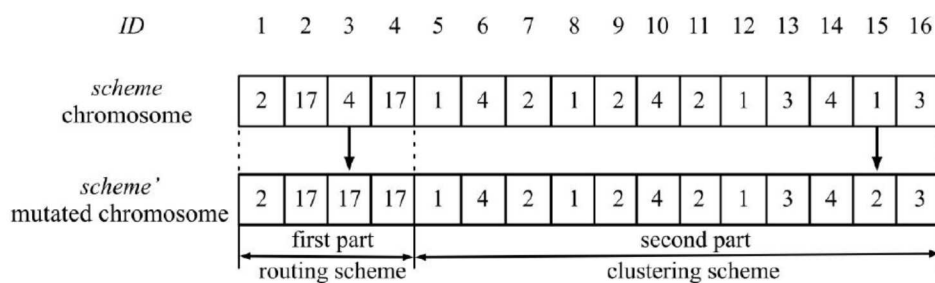 ID 1 2 3 4 5 6 7 8 9 10 11 12 13 14 15 16
scheme
chromosome
2 17 4 17 1 4 2 1 2 4 2 1 3 4 1 3
scheme’
mutated chromosome
2 17 17 17 1 4 2 1 2 4 2 1 3 4 2 3
first part second part
routing scheme clustering scheme